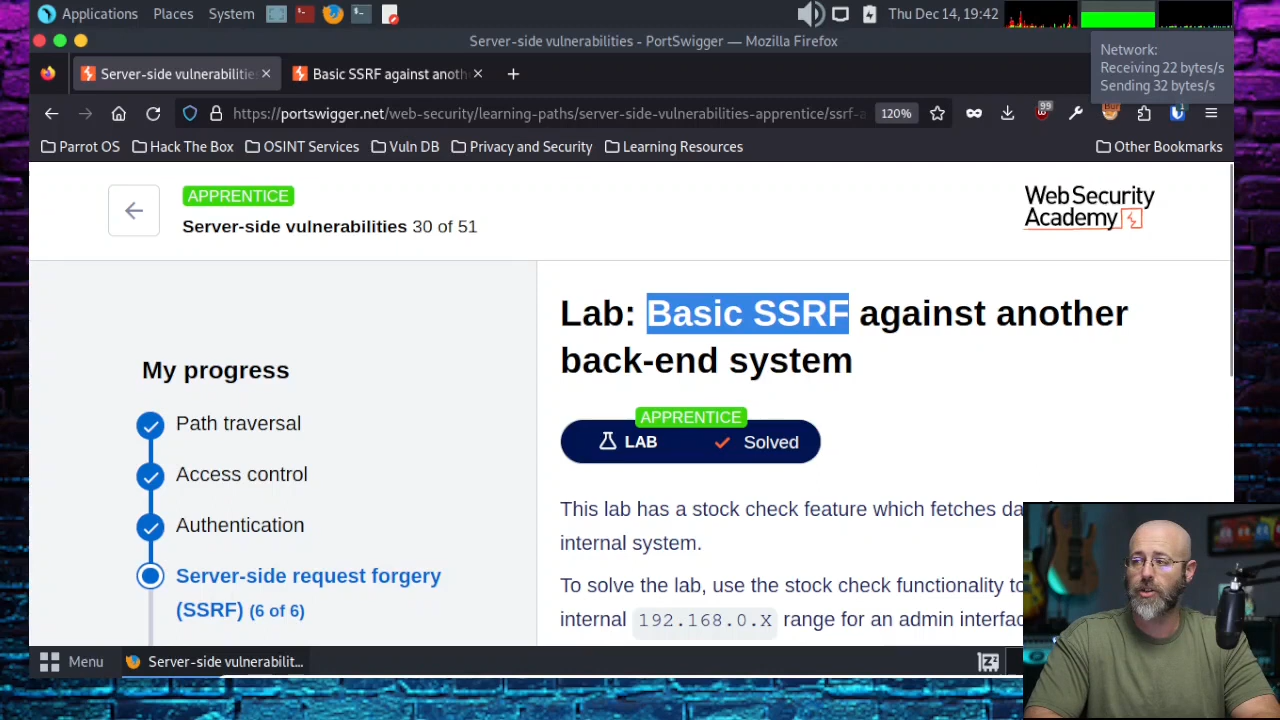 Applications Places System
Thu Dec 14, 19:42
Server-side vulnerabilities - PortSwigger — Mozilla Firefox
Network:
Receiving 22 bytes/s
Sending 32 bytes/s
Server-side vulnerabilitie
Basic SSRF against anoth
https://portswigger.net/web-security/learning-paths/server-side-vulnerabilities-apprentice/ssrf-a
120%
99
1
Parrot OS Hack The Box OSINT Services Vuln DB Privacy and Security Learning Resources Other Bookmarks
APPRENTICE
Server-side vulnerabilities 30 of 51
Web Security
Academy
Lab: Basic SSRF against another
back-end system
APPRENTICE
LAB Solved
My progress
Path traversal
Access control
Authentication
Server-side request forgery
(SSRF) (6 of 6)
This lab has a stock check feature which fetches da
internal system.
To solve the lab, use the stock check functionality to
internal 192.168.0.X range for an admin interfac
Menu
Server-side vulnerabilit...